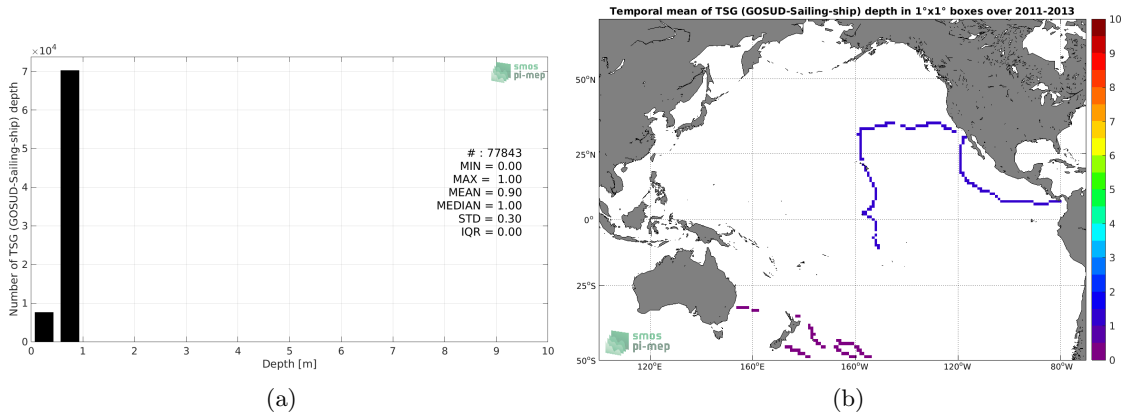 ×10⁴
7
6
5
4
3
2
1
0
Number of TSG (GOSUD-Sailing-ship) depth
smos
pi-mep
# : 77843
MIN = 0.00
MAX = 1.00
MEAN = 0.90
MEDIAN = 1.00
STD = 0.30
IQR = 0.00
0 1 2 3 4 5 6 7 8 9 10
Depth [m]
(a)
Temporal mean of TSG (GOSUD-Sailing-ship) depth in 1°x1° boxes over 2011-2013
50°N
25°N
0°
25°S
50°S
120°E 160°E 160°W 120°W 80°W
smos
pi-mep
10
9
8
7
6
5
4
3
2
1
0
(b)